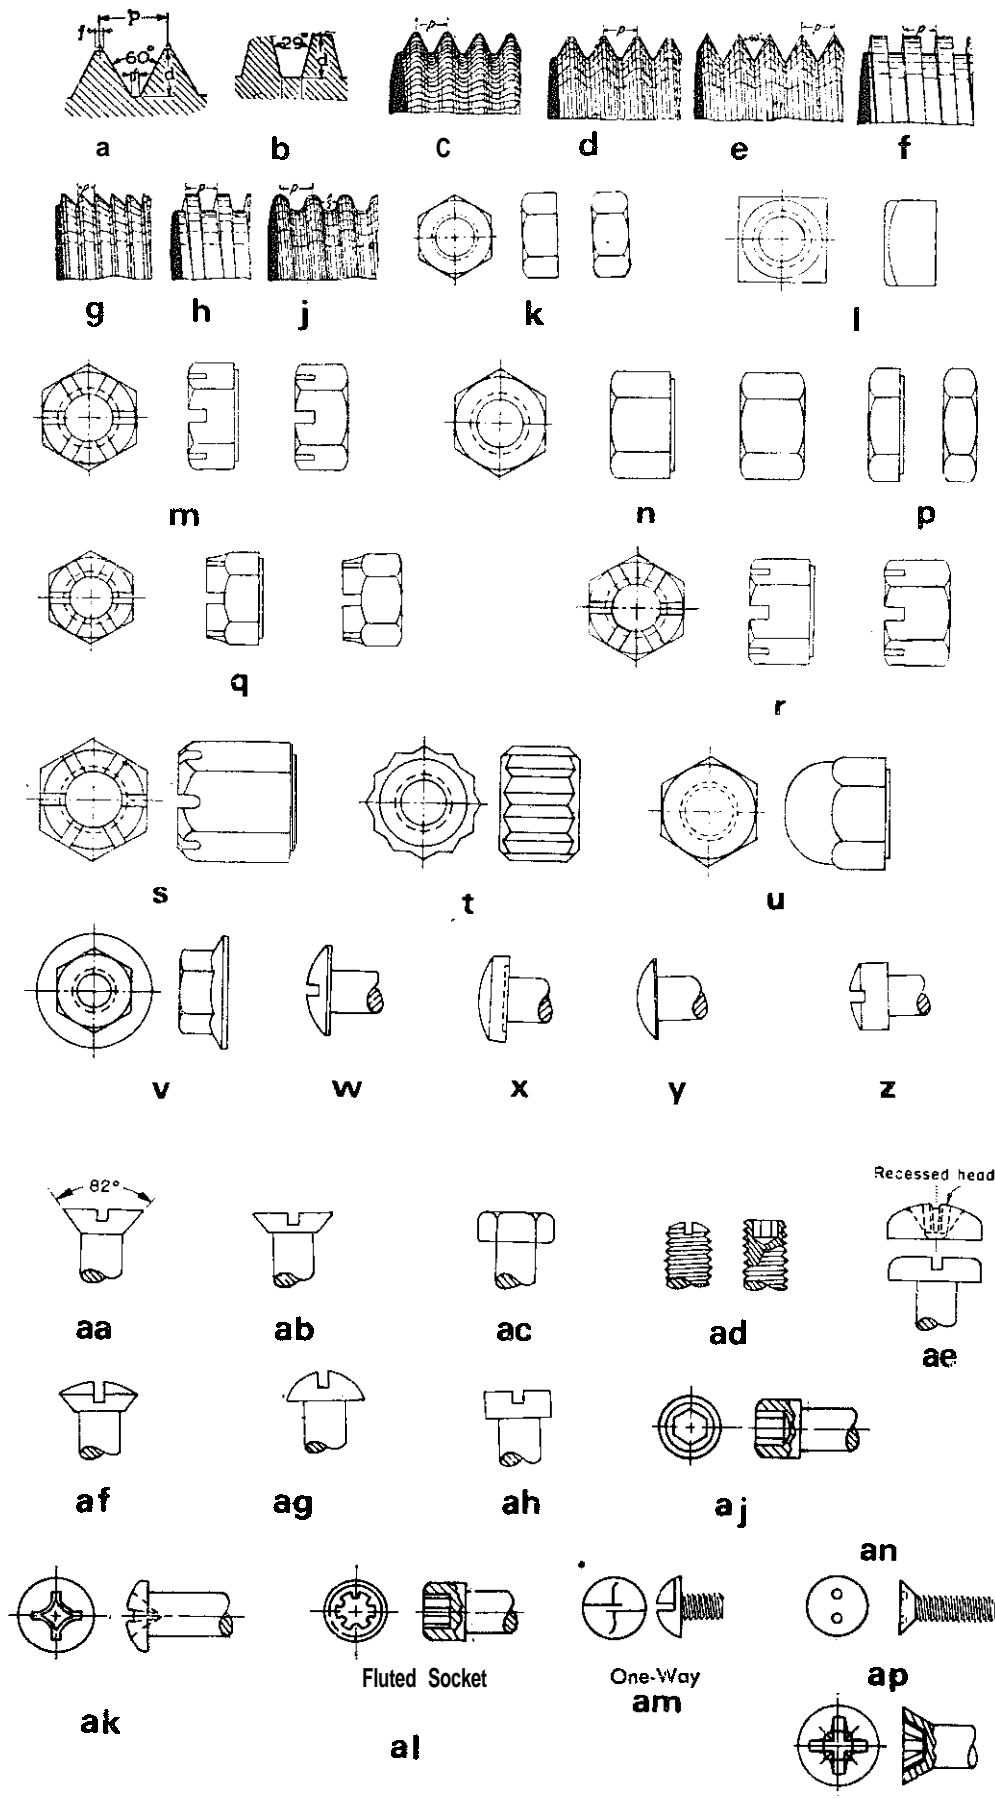 f p
60°
p d
29°
d
p p p w p p
a b c d e f
p p p f
g h j k l
m n p
q
r
s t u
v w x y z
82°
Recessed head
aa ab ac ad ae
af ag ah aj
an
Fluted Socket
One-Way
ak al am ap